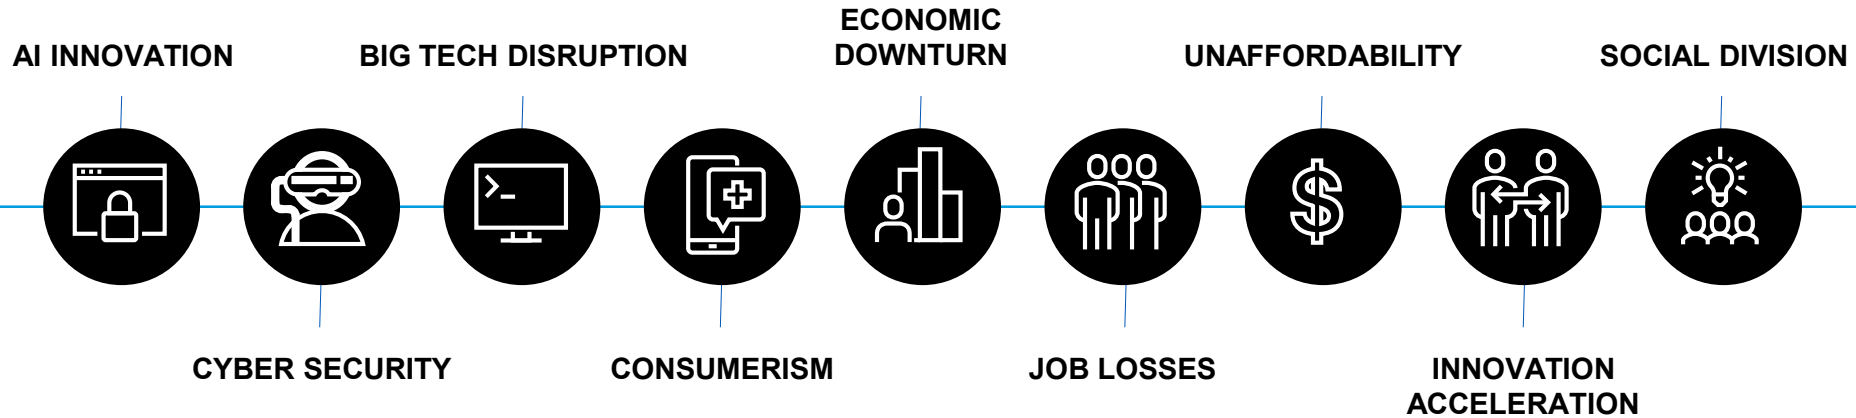 AI INNOVATION
CYBER SECURITY
BIG TECH DISRUPTION
CONSUMERISM
ECONOMIC
DOWNTURN
JOB LOSSES
UNAFFORDABILITY
INNOVATION
ACCELERATION
SOCIAL DIVISION